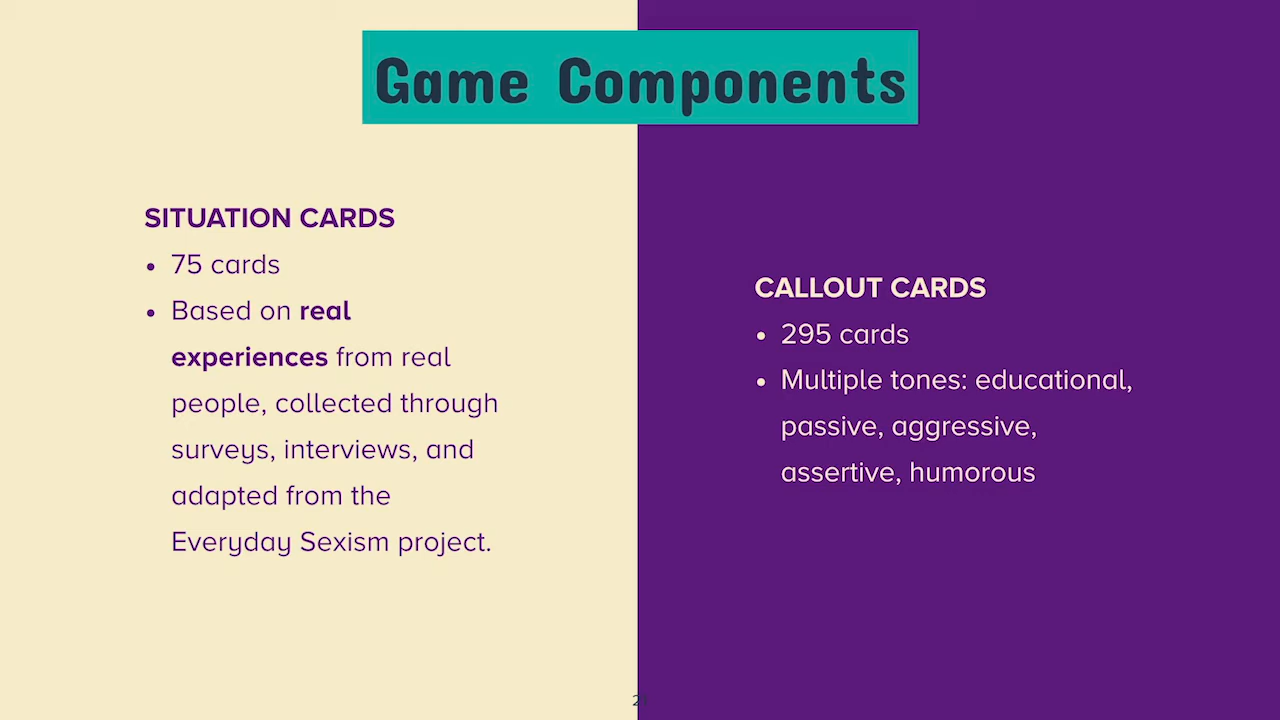 Game Components
SITUATION CARDS
• 75 cards
• Based on real
experiences from real
people, collected through
surveys, interviews, and
adapted from the
Everyday Sexism project.
CALLOUT CARDS
• 295 cards
• Multiple tones: educational,
passive, aggressive,
assertive, humorous